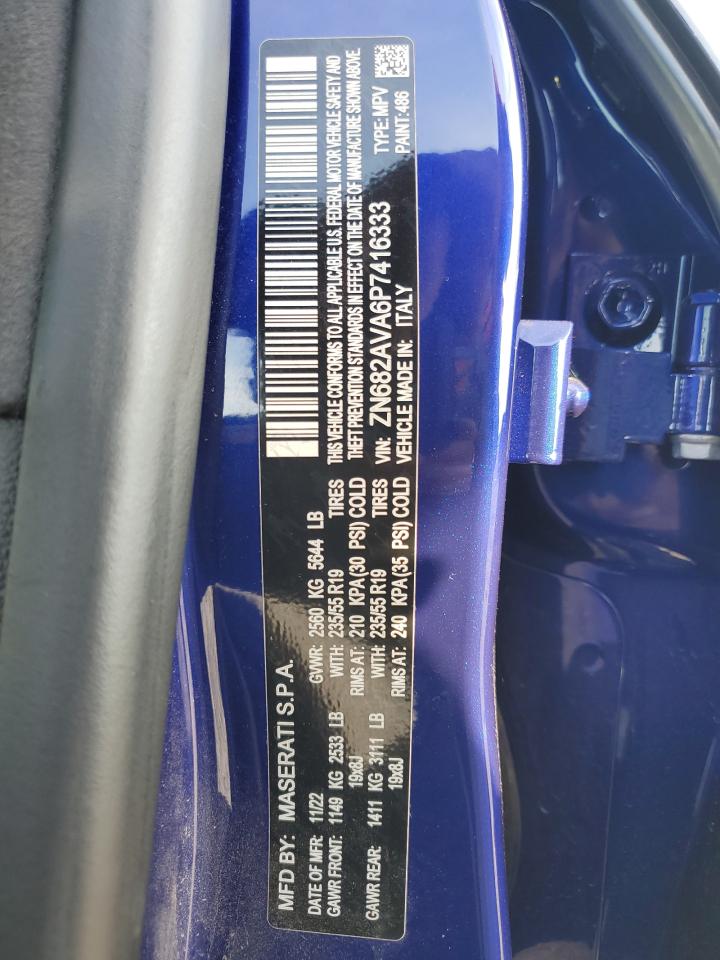 MFD BY: MASERATI S.P.A.
DATE OF MFR: 11/22 GVWR: 2560 KG 5644 LB
GAWR FRONT: 1149 KG 2533 LB WITH: 235/55 R19 TIRES
19x8J RIMS AT: 210 KPA(30 PSI) COLD
GAWR REAR: 1411 KG 3111 LB WITH: 235/55 R19 TIRES
19x8J RIMS AT: 240 KPA(35 PSI) COLD
THIS VEHICLE CONFORMS TO ALL APPLICABLE U.S. FEDERAL MOTOR VEHICLE SAFETY AND
THEFT PREVENTION STANDARDS IN EFFECT ON THE DATE OF MANUFACTURE SHOWN ABOVE.
VIN: ZN682AVA6P7416333 TYPE: MPV
VEHICLE MADE IN: ITALY PAINT: 486